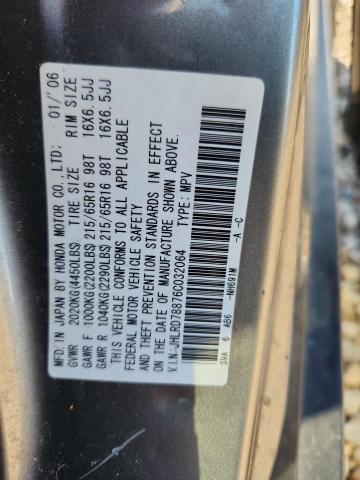 MFD. IN JAPAN BY HONDA MOTOR CO.,LTD: 01/'06
GVWR 2020KG(4450LBS) TIRE SIZE RIM SIZE
GAWR F 1000KG(2200LBS) 215/65R16 98T 16X6.5JJ
GAWR R 1040KG(2290LBS) 215/65R16 98T 16X6.5JJ
THIS VEHICLE CONFORMS TO ALL APPLICABLE
FEDERAL MOTOR VEHICLE SAFETY
AND THEFT PREVENTION STANDARDS IN EFFECT
ON THE DATE OF MANUFACTURE SHOWN ABOVE.
V.I.N:JHLRD78876C032064 TYPE: MPV
S9A 6 AB6 -NH691M -A -C